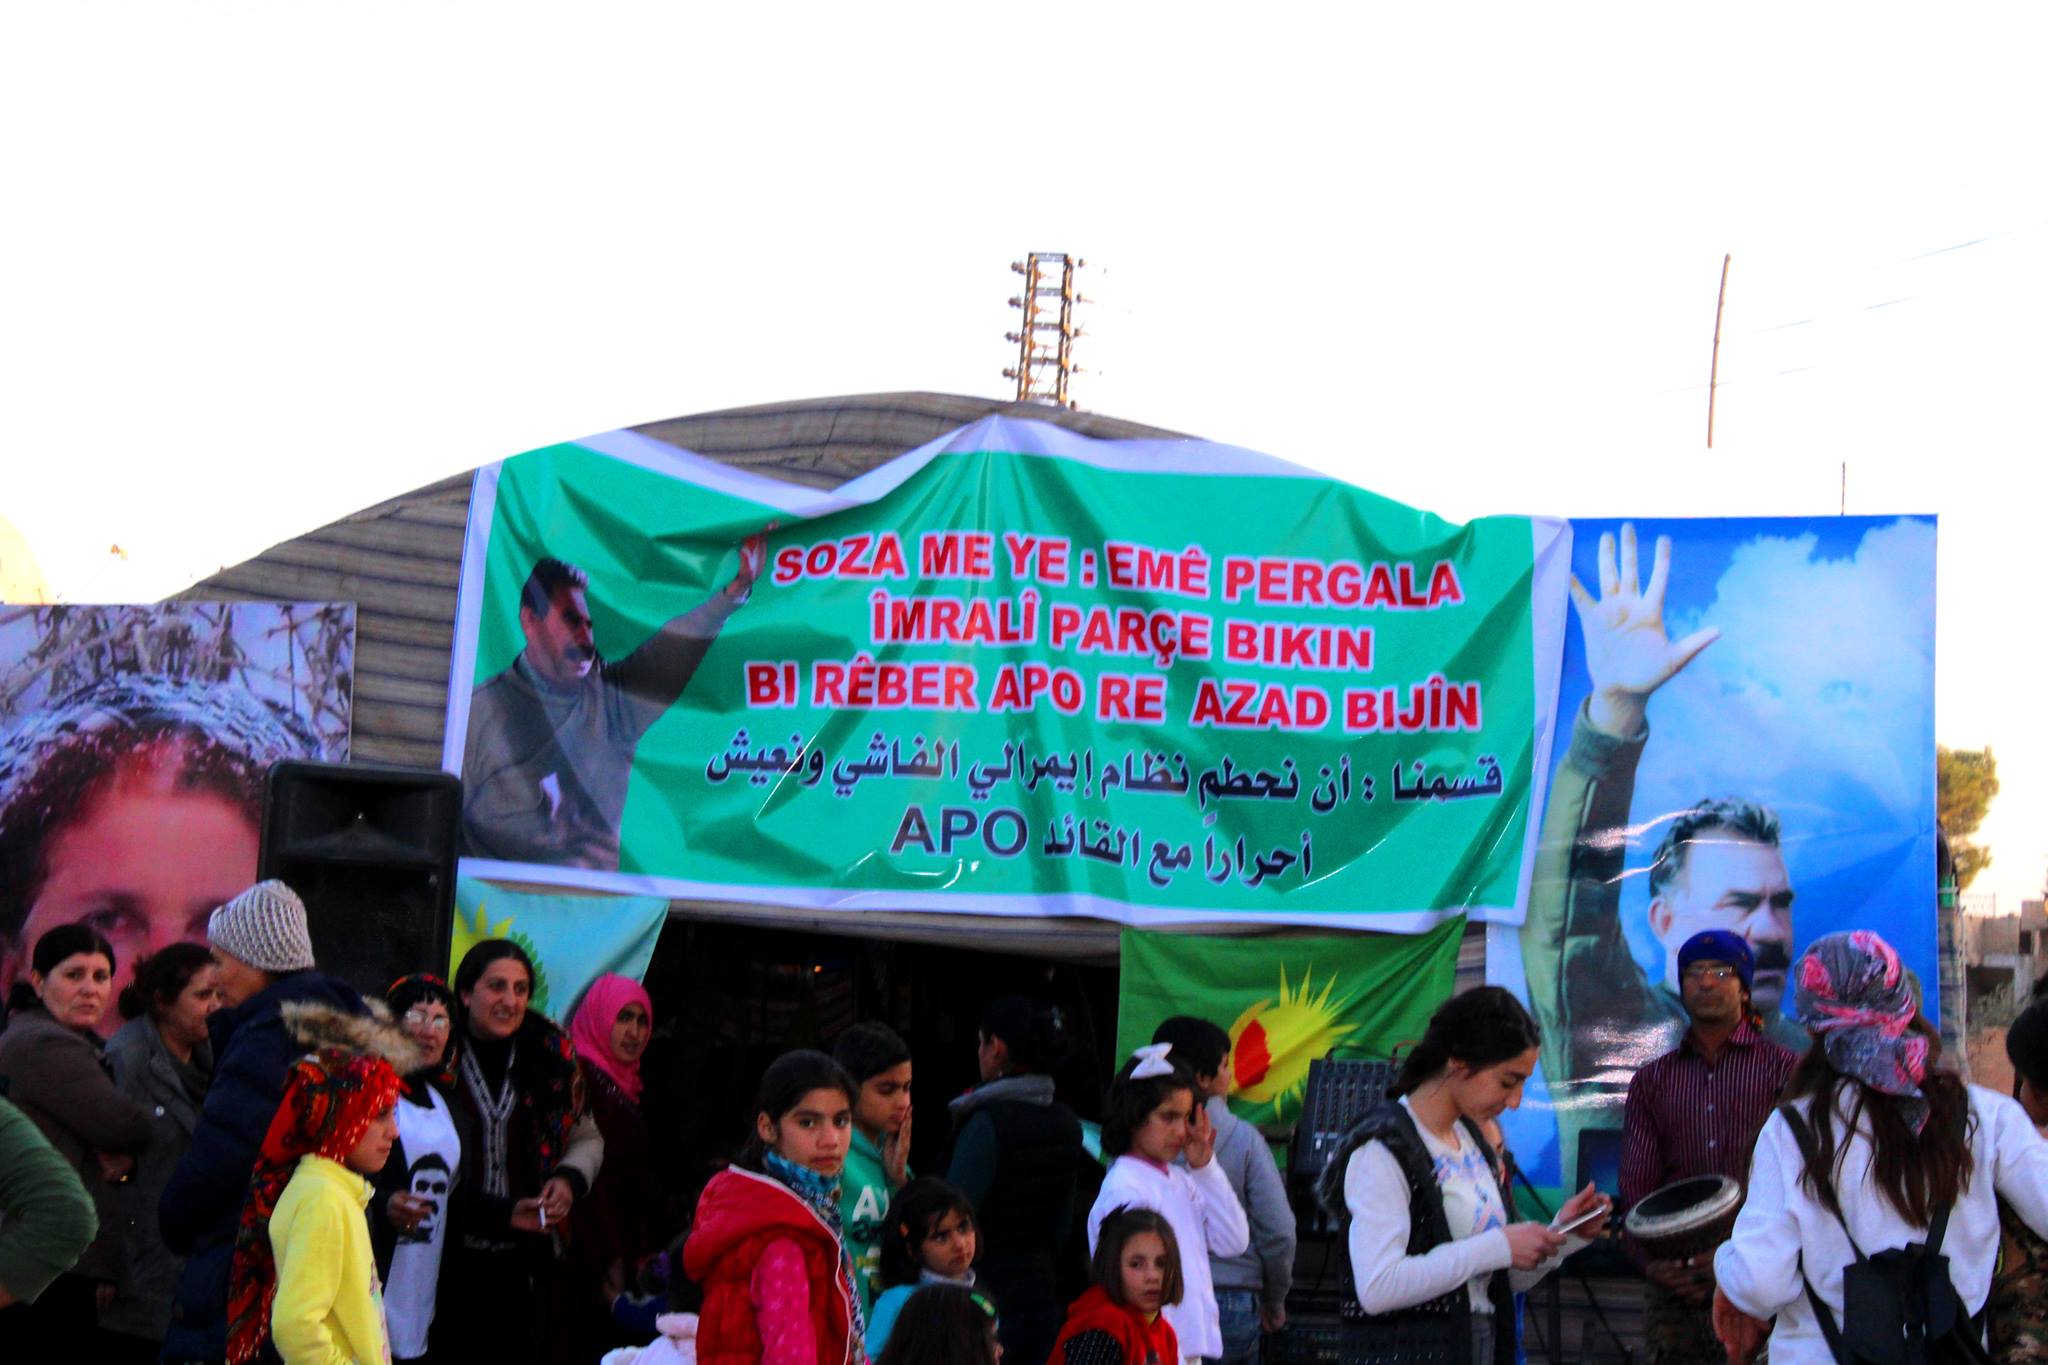 SOZA ME YE : EMÊ PERGALA
ÎMRALÎ PARÇE BIKIN
BI RÊBER APO RE AZAD BIJÎN
قسمنا : أن نحطم نظام إيمرالي الفاشي ونعيش
أحراراً مع القائد APO